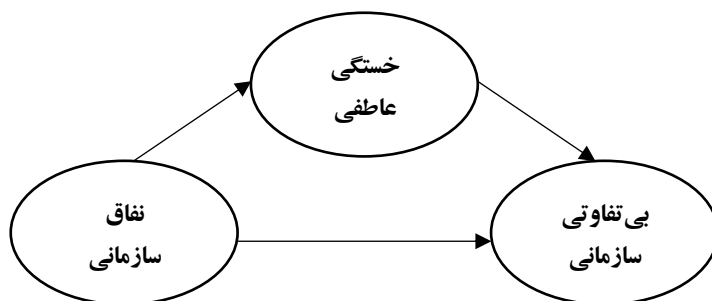 خستگی
عاطفی
نفاق
سازمانی
بی‌تفاوتی
سازمانی